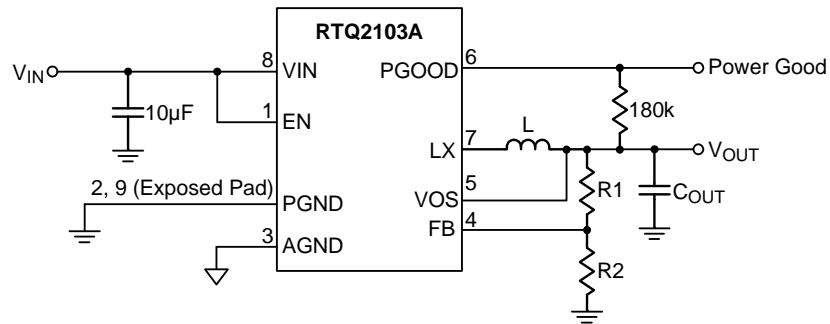 RTQ2103A
VIN
8
VIN
10µF
1
EN
2, 9 (Exposed Pad)
PGND
3
AGND
PGOOD
6
Power Good
180k
LX
7
L
VOUT
VOS
5
R1
COUT
FB
4
R2